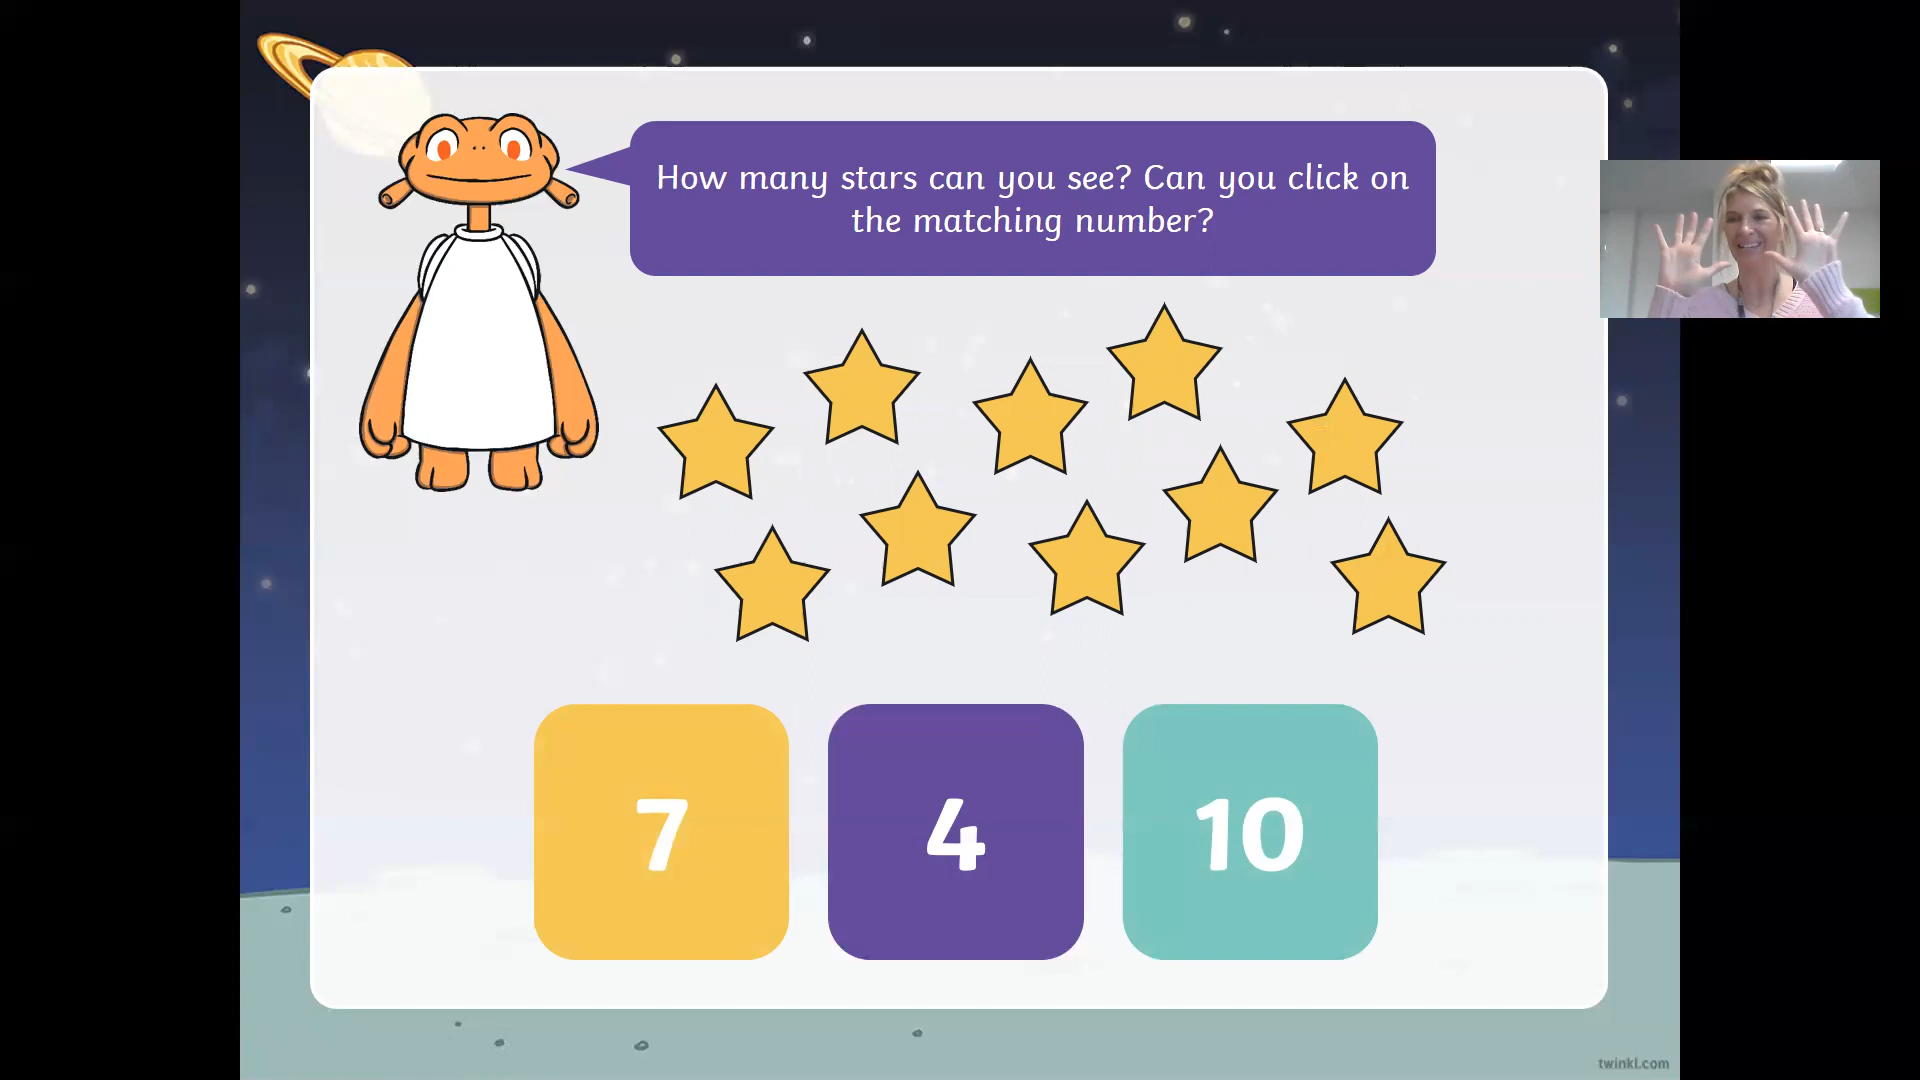 How many stars can you see? Can you click on
the matching number?
7
4
10
twinkl.com